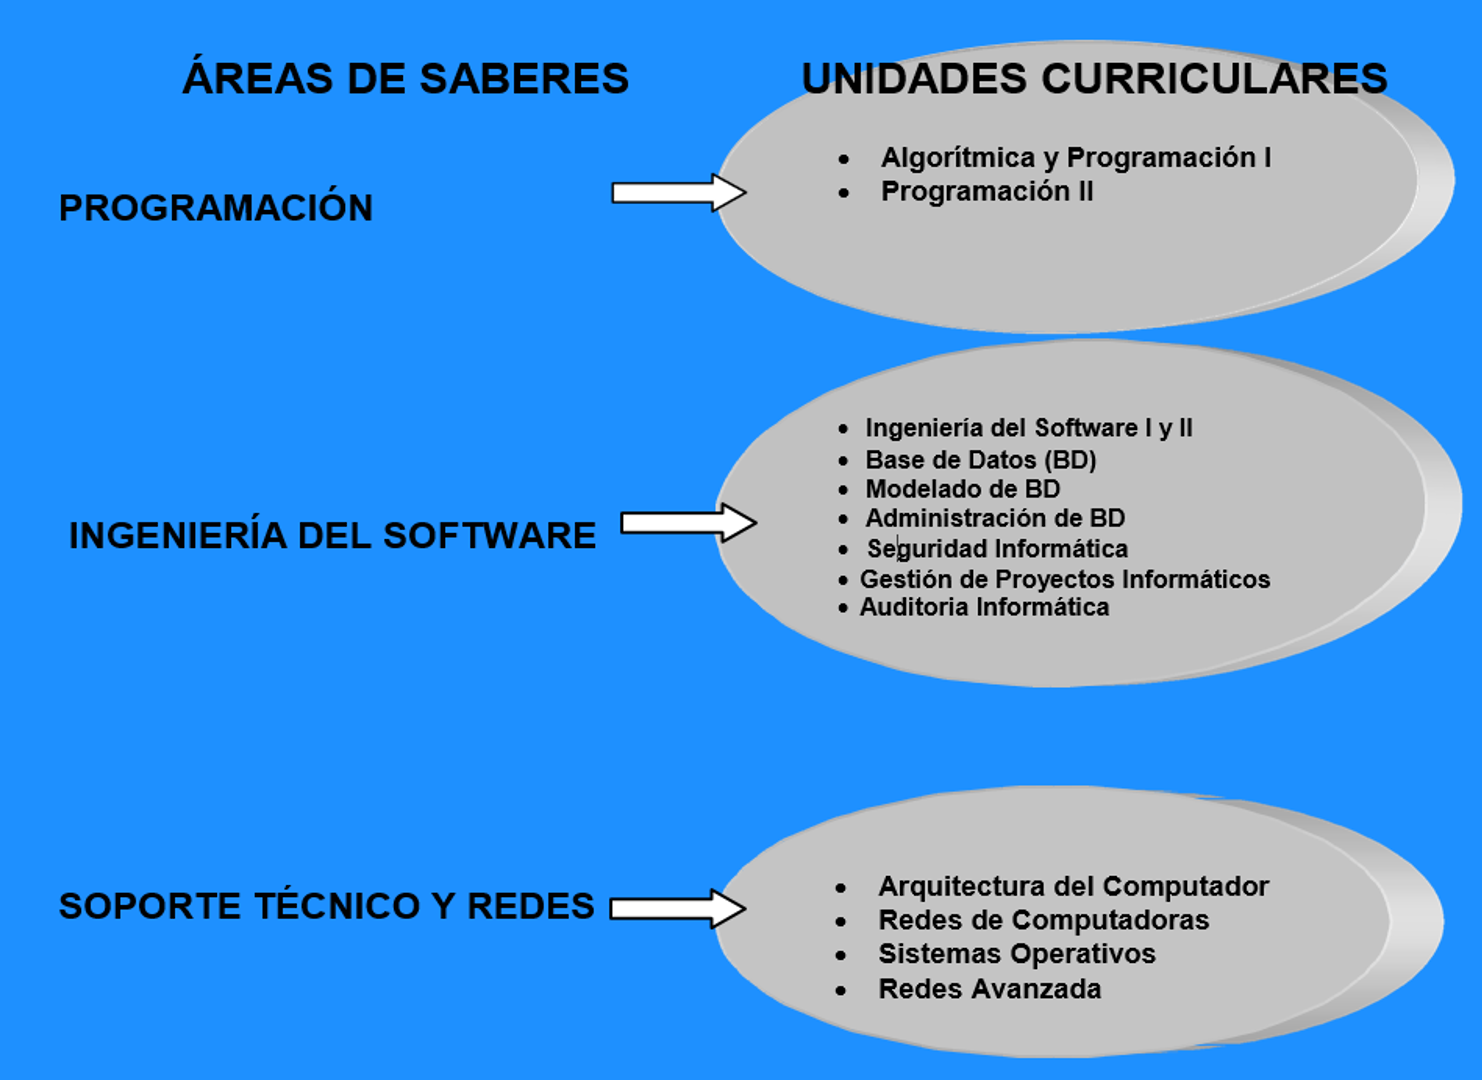 ÁREAS DE SABERES
UNIDADES CURRICULARES
PROGRAMACIÓN
• Algorítmica y Programación I
• Programación II
INGENIERÍA DEL SOFTWARE
• Ingeniería del Software I y II
• Base de Datos (BD)
• Modelado de BD
• Administración de BD
• Seguridad Informática
• Gestión de Proyectos Informáticos
• Auditoria Informática
SOPORTE TÉCNICO Y REDES
• Arquitectura del Computador
• Redes de Computadoras
• Sistemas Operativos
• Redes Avanzada